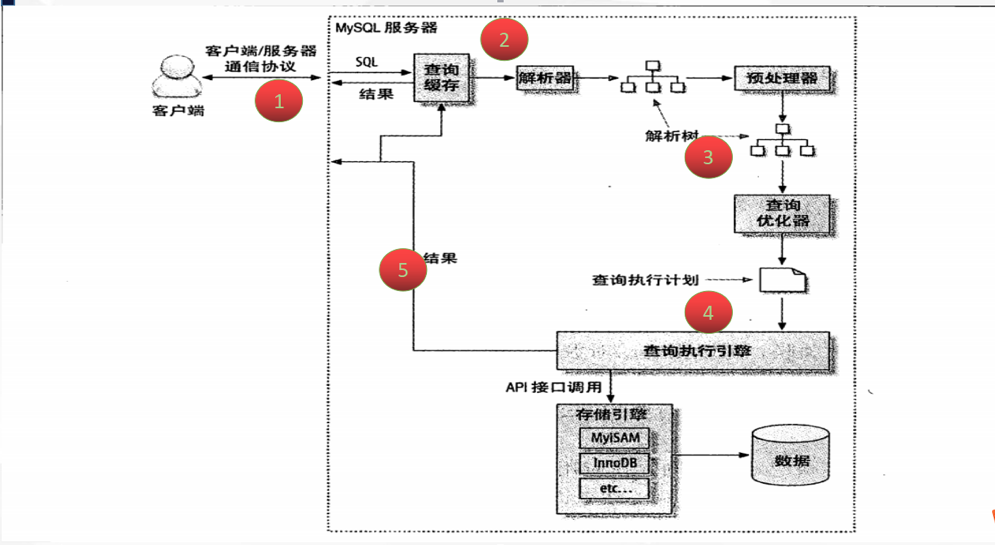 MySQL 服务器
客户端/服务器
通信协议
客户端
1
SQL
结果
查询
缓存
2
解析器
预处理器
解析树
3
查询
优化器
查询执行计划
4
5
结果
查询执行引擎
API 接口调用
存储引擎
MyISAM
InnoDB
etc...
数据